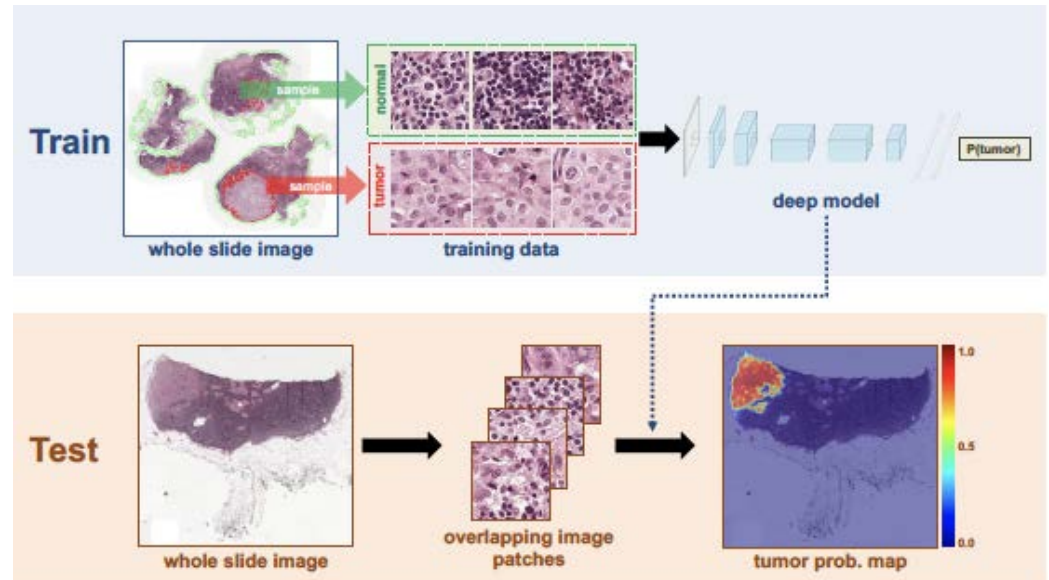 Train
whole slide image
sample
sample
normal
tumor
training data
deep model
P(tumor)
Test
whole slide image
overlapping image
patches
tumor prob. map
1.0
0.5
0.0